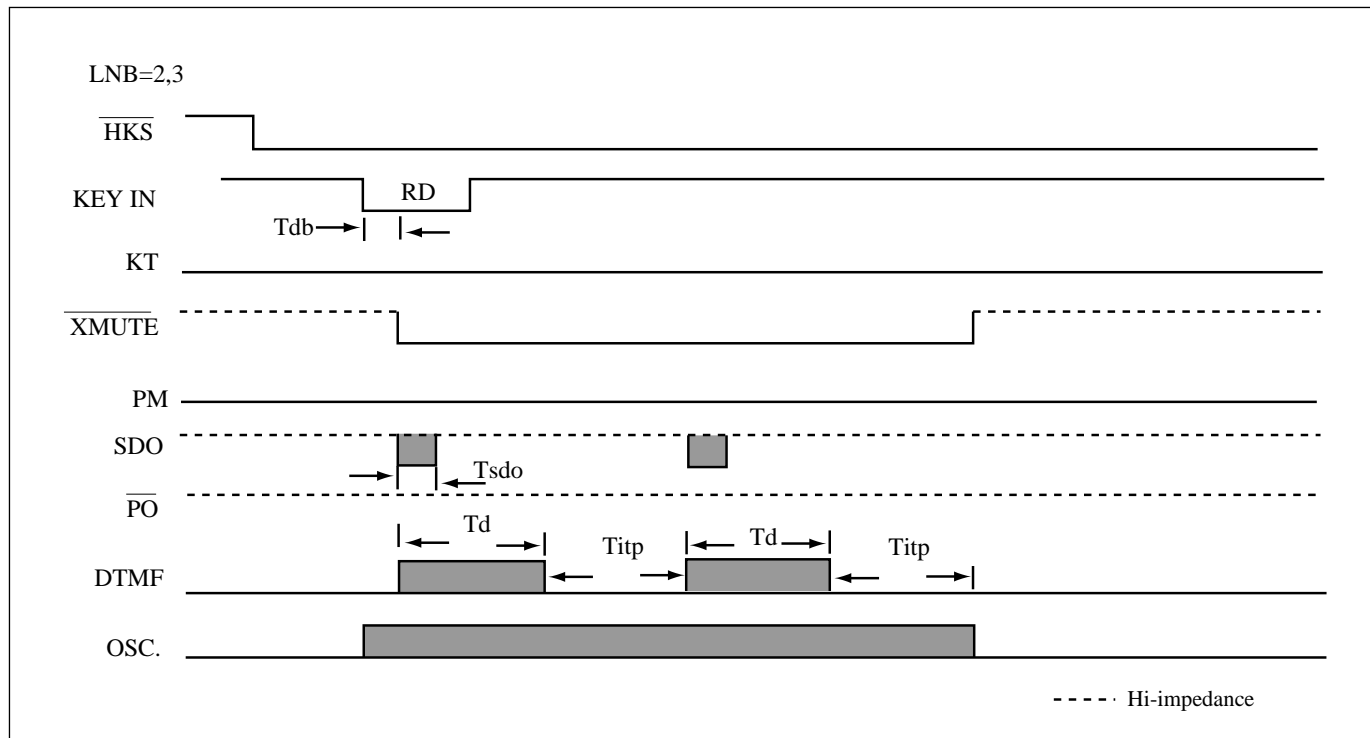 LNB=2,3
HKS
KEY IN
RD
Tdb
KT
XMUTE
PM
SDO
Tsdo
PO
Td
Titp
Td
Titp
DTMF
OSC.
Hi-impedance